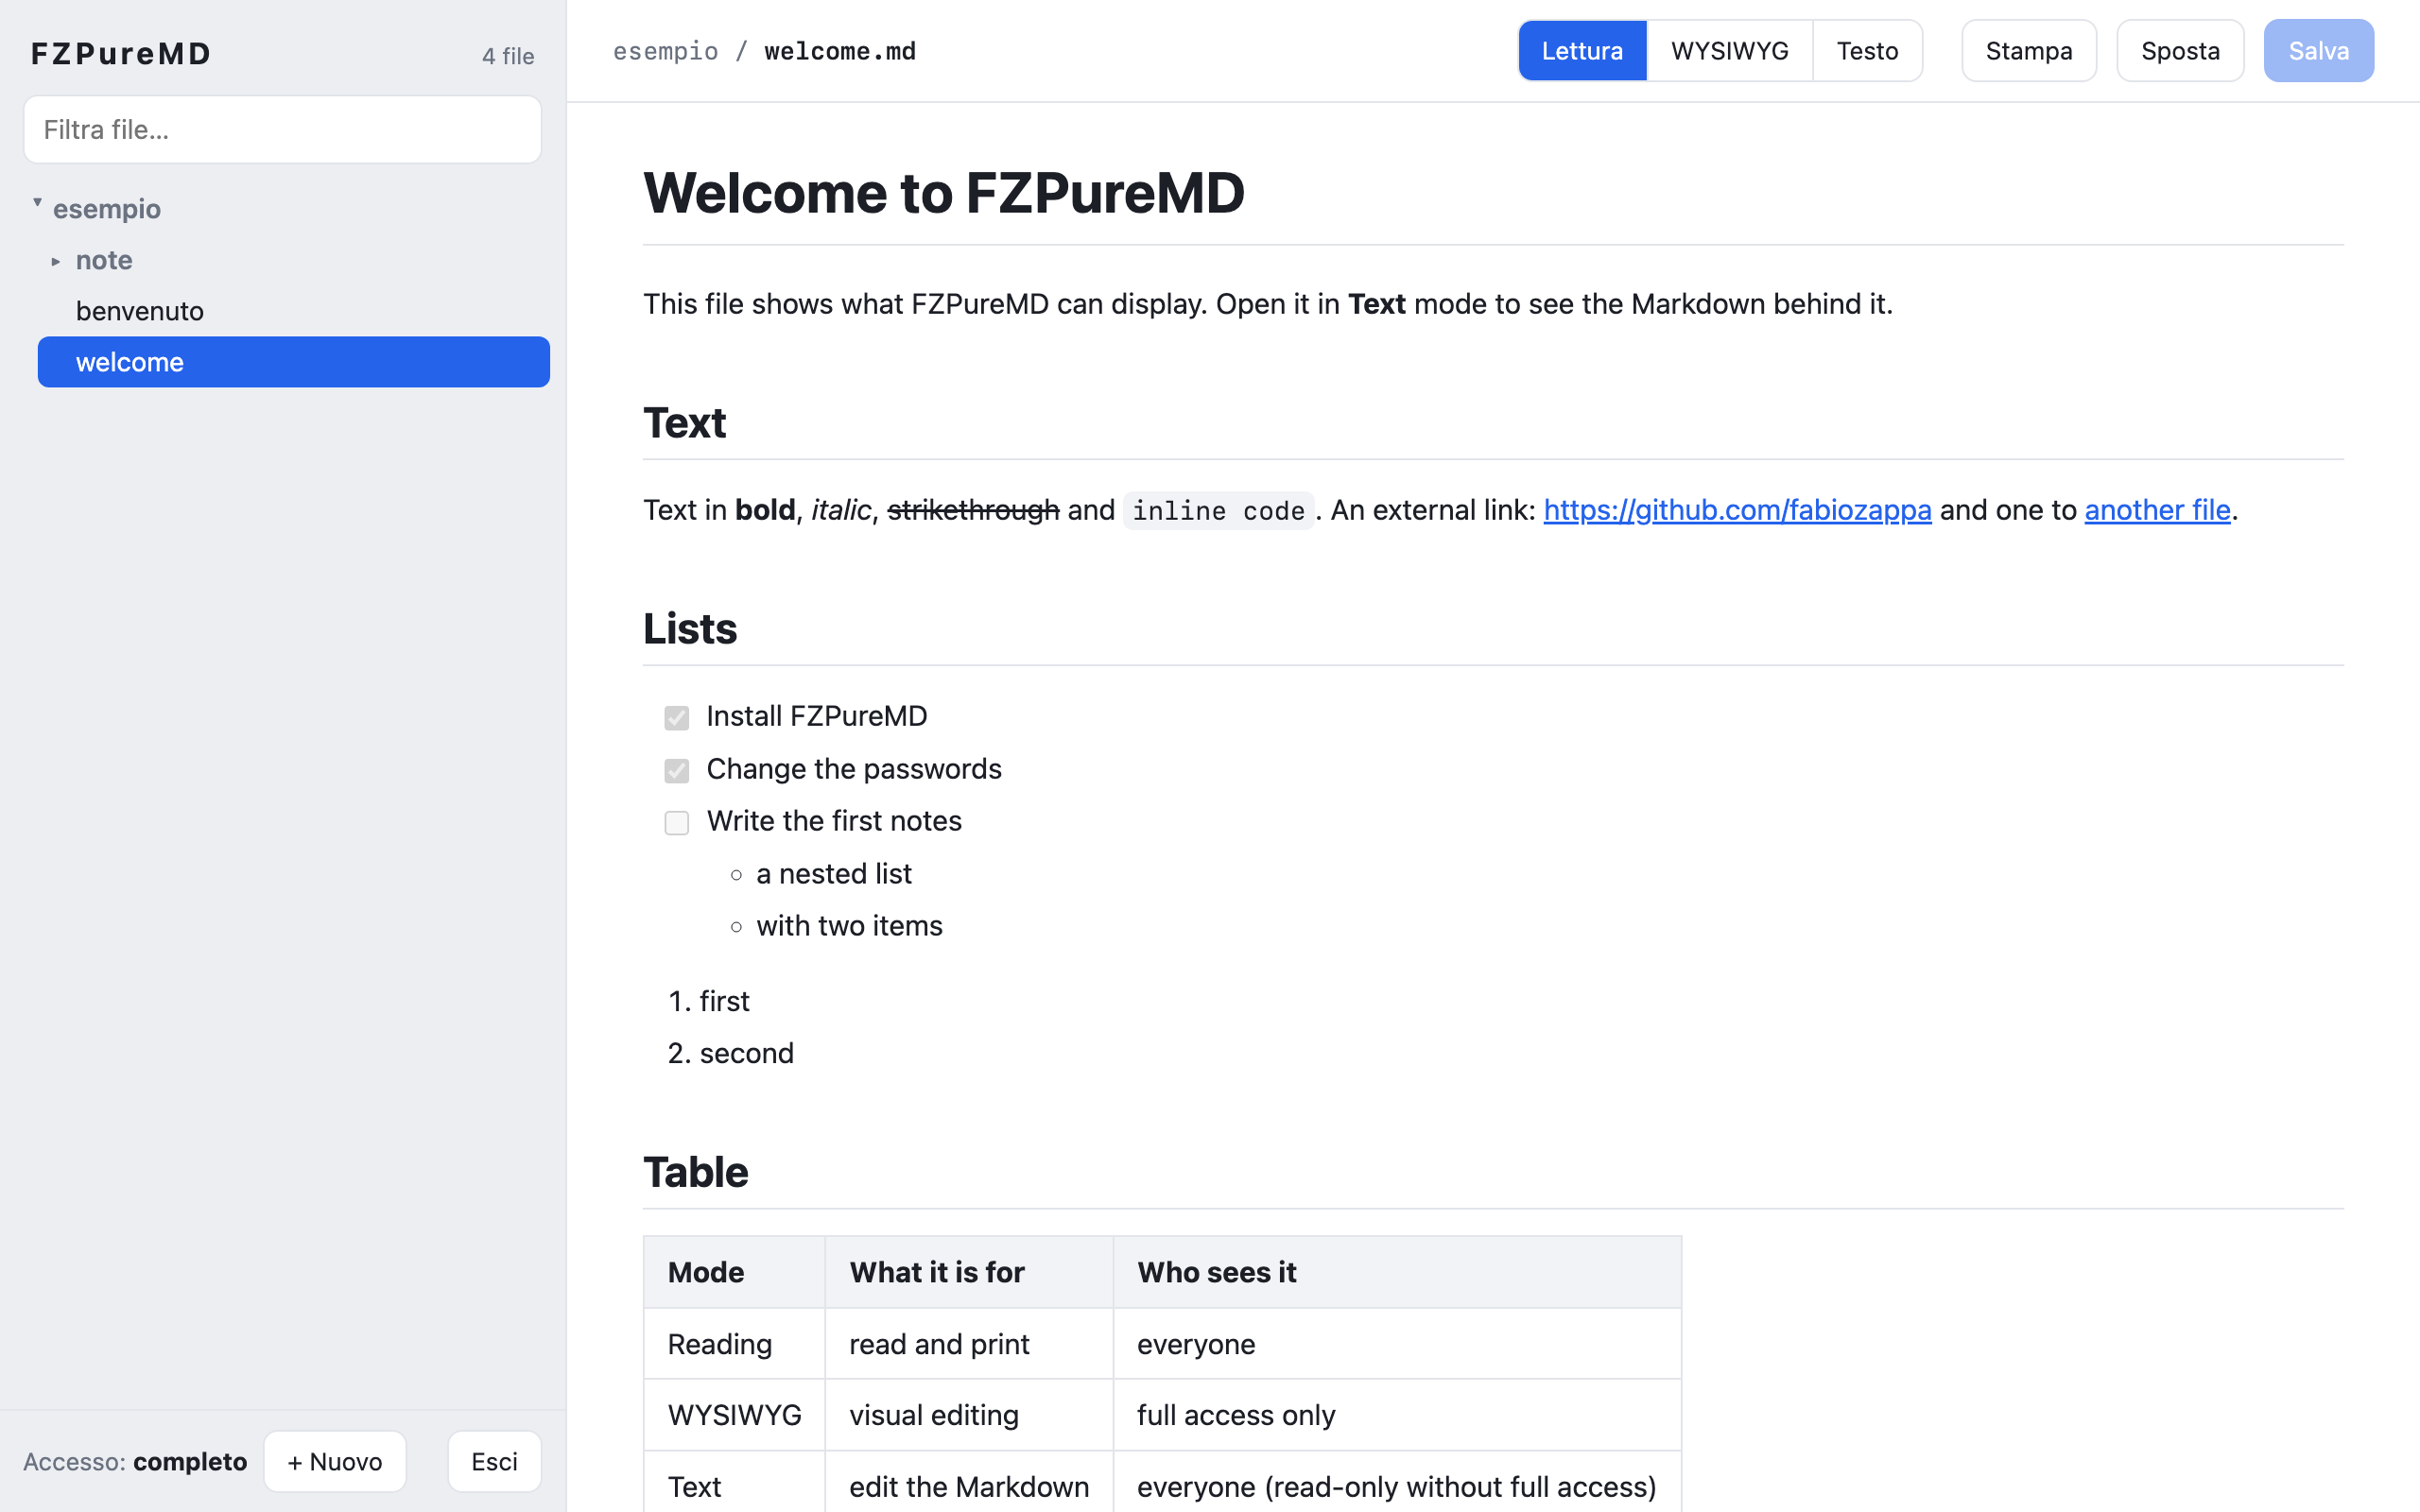 FZPureMD
4 file
Filtra file...
esempio
note
benvenuto
welcome
Accesso: completo
+ Nuovo
Esci
esempio / welcome.md
Lettura
WYSIWYG
Testo
Stampa
Sposta
Salva
Welcome to FZPureMD
This file shows what FZPureMD can display. Open it in Text mode to see the Markdown behind it.
Text
Text in bold, italic, strikethrough and inline code. An external link: https://github.com/fabiozappa and one to another file.
Lists
Install FZPureMD
Change the passwords
Write the first notes
a nested list
with two items
1. first
2. second
Table
Mode What it is for Who sees it
Reading read and print everyone
WYSIWYG visual editing full access only
Text edit the Markdown everyone (read-only without full access)